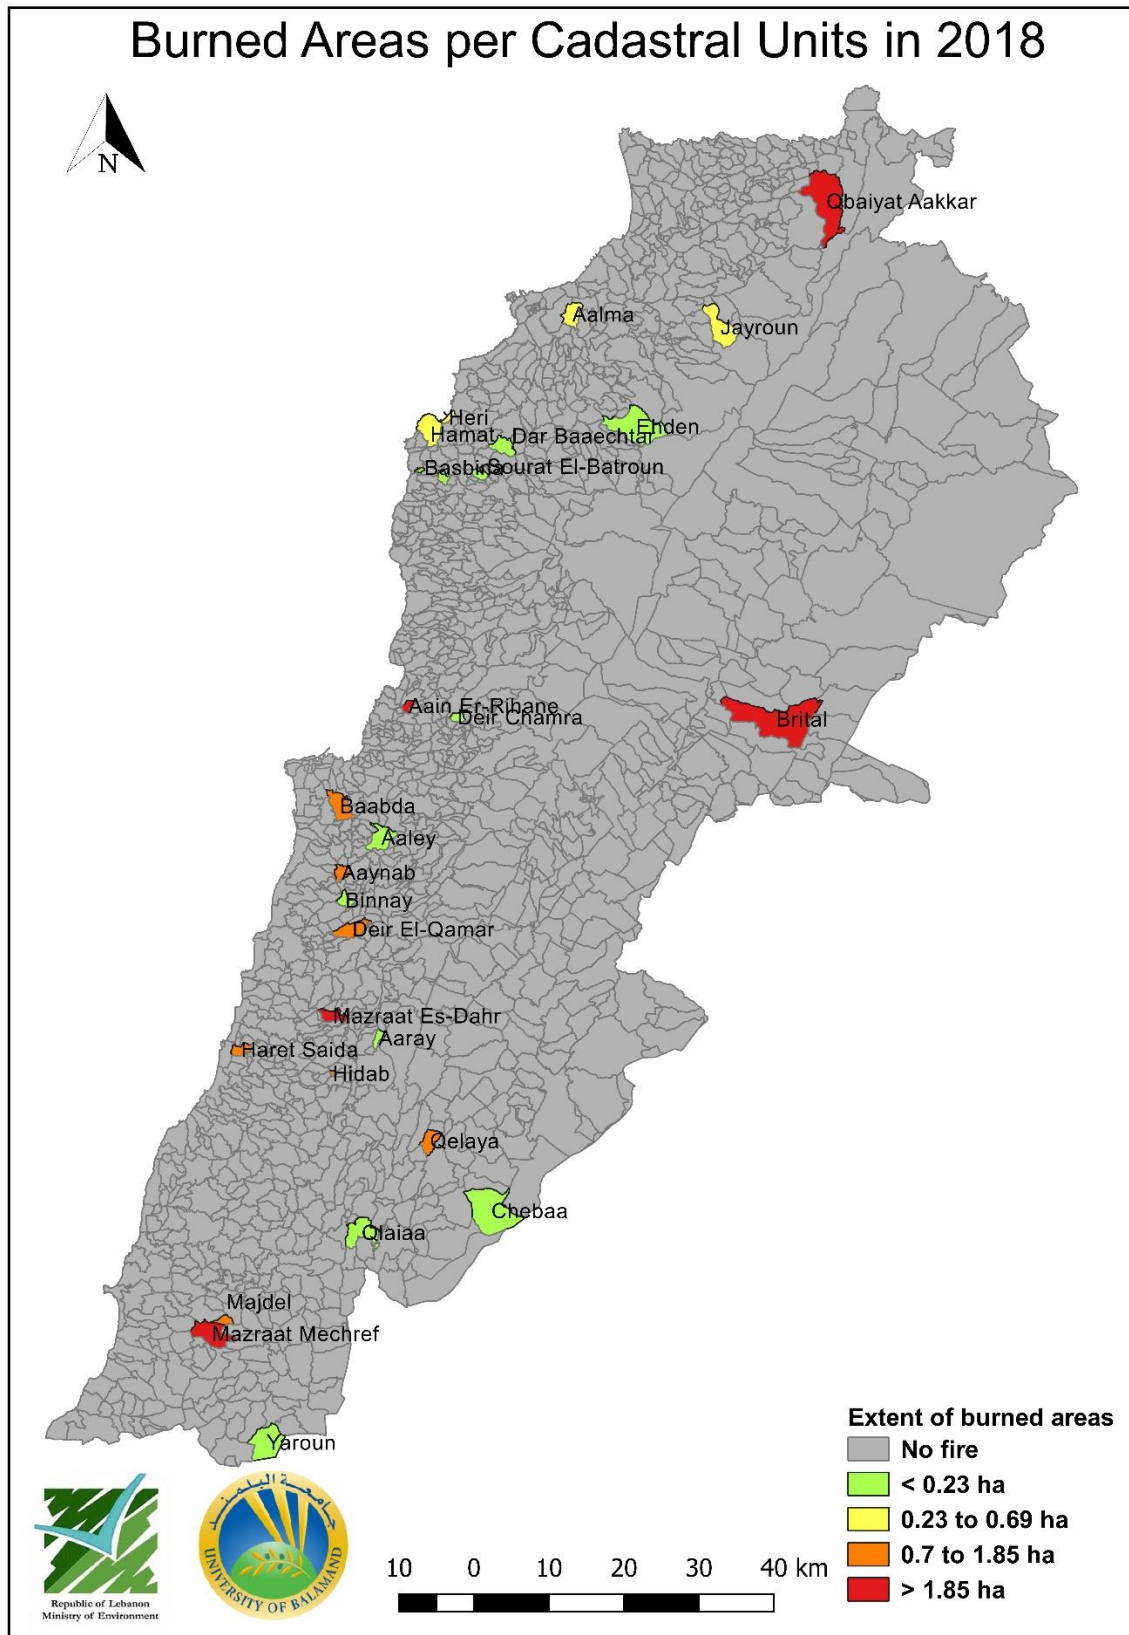 Burned Areas per Cadastral Units in 2018
N
Qbaiyat Aakkar
Aalma
Jayroun
Heri
Hamat
Dar Baaechtar
Ehden
Basbina
Sourat El-Batroun
Aain Er-Rihane
Deir Chamra
Brital
Baabda
Aaley
Aaynab
Binnay
Deir El-Qamar
Mazraat Es-Dahr
Aaray
Haret Saida
Hidab
Qelaya
Chebaa
Qlaiaa
Majdel
Mazraat Mechref
Yaroun
Extent of burned areas
No fire
< 0.23 ha
0.23 to 0.69 ha
0.7 to 1.85 ha
> 1.85 ha
Republic of Lebanon
Ministry of Environment
جامعة البلمند
UNIVERSITY OF BALAMAND
10 0 10 20 30 40 km